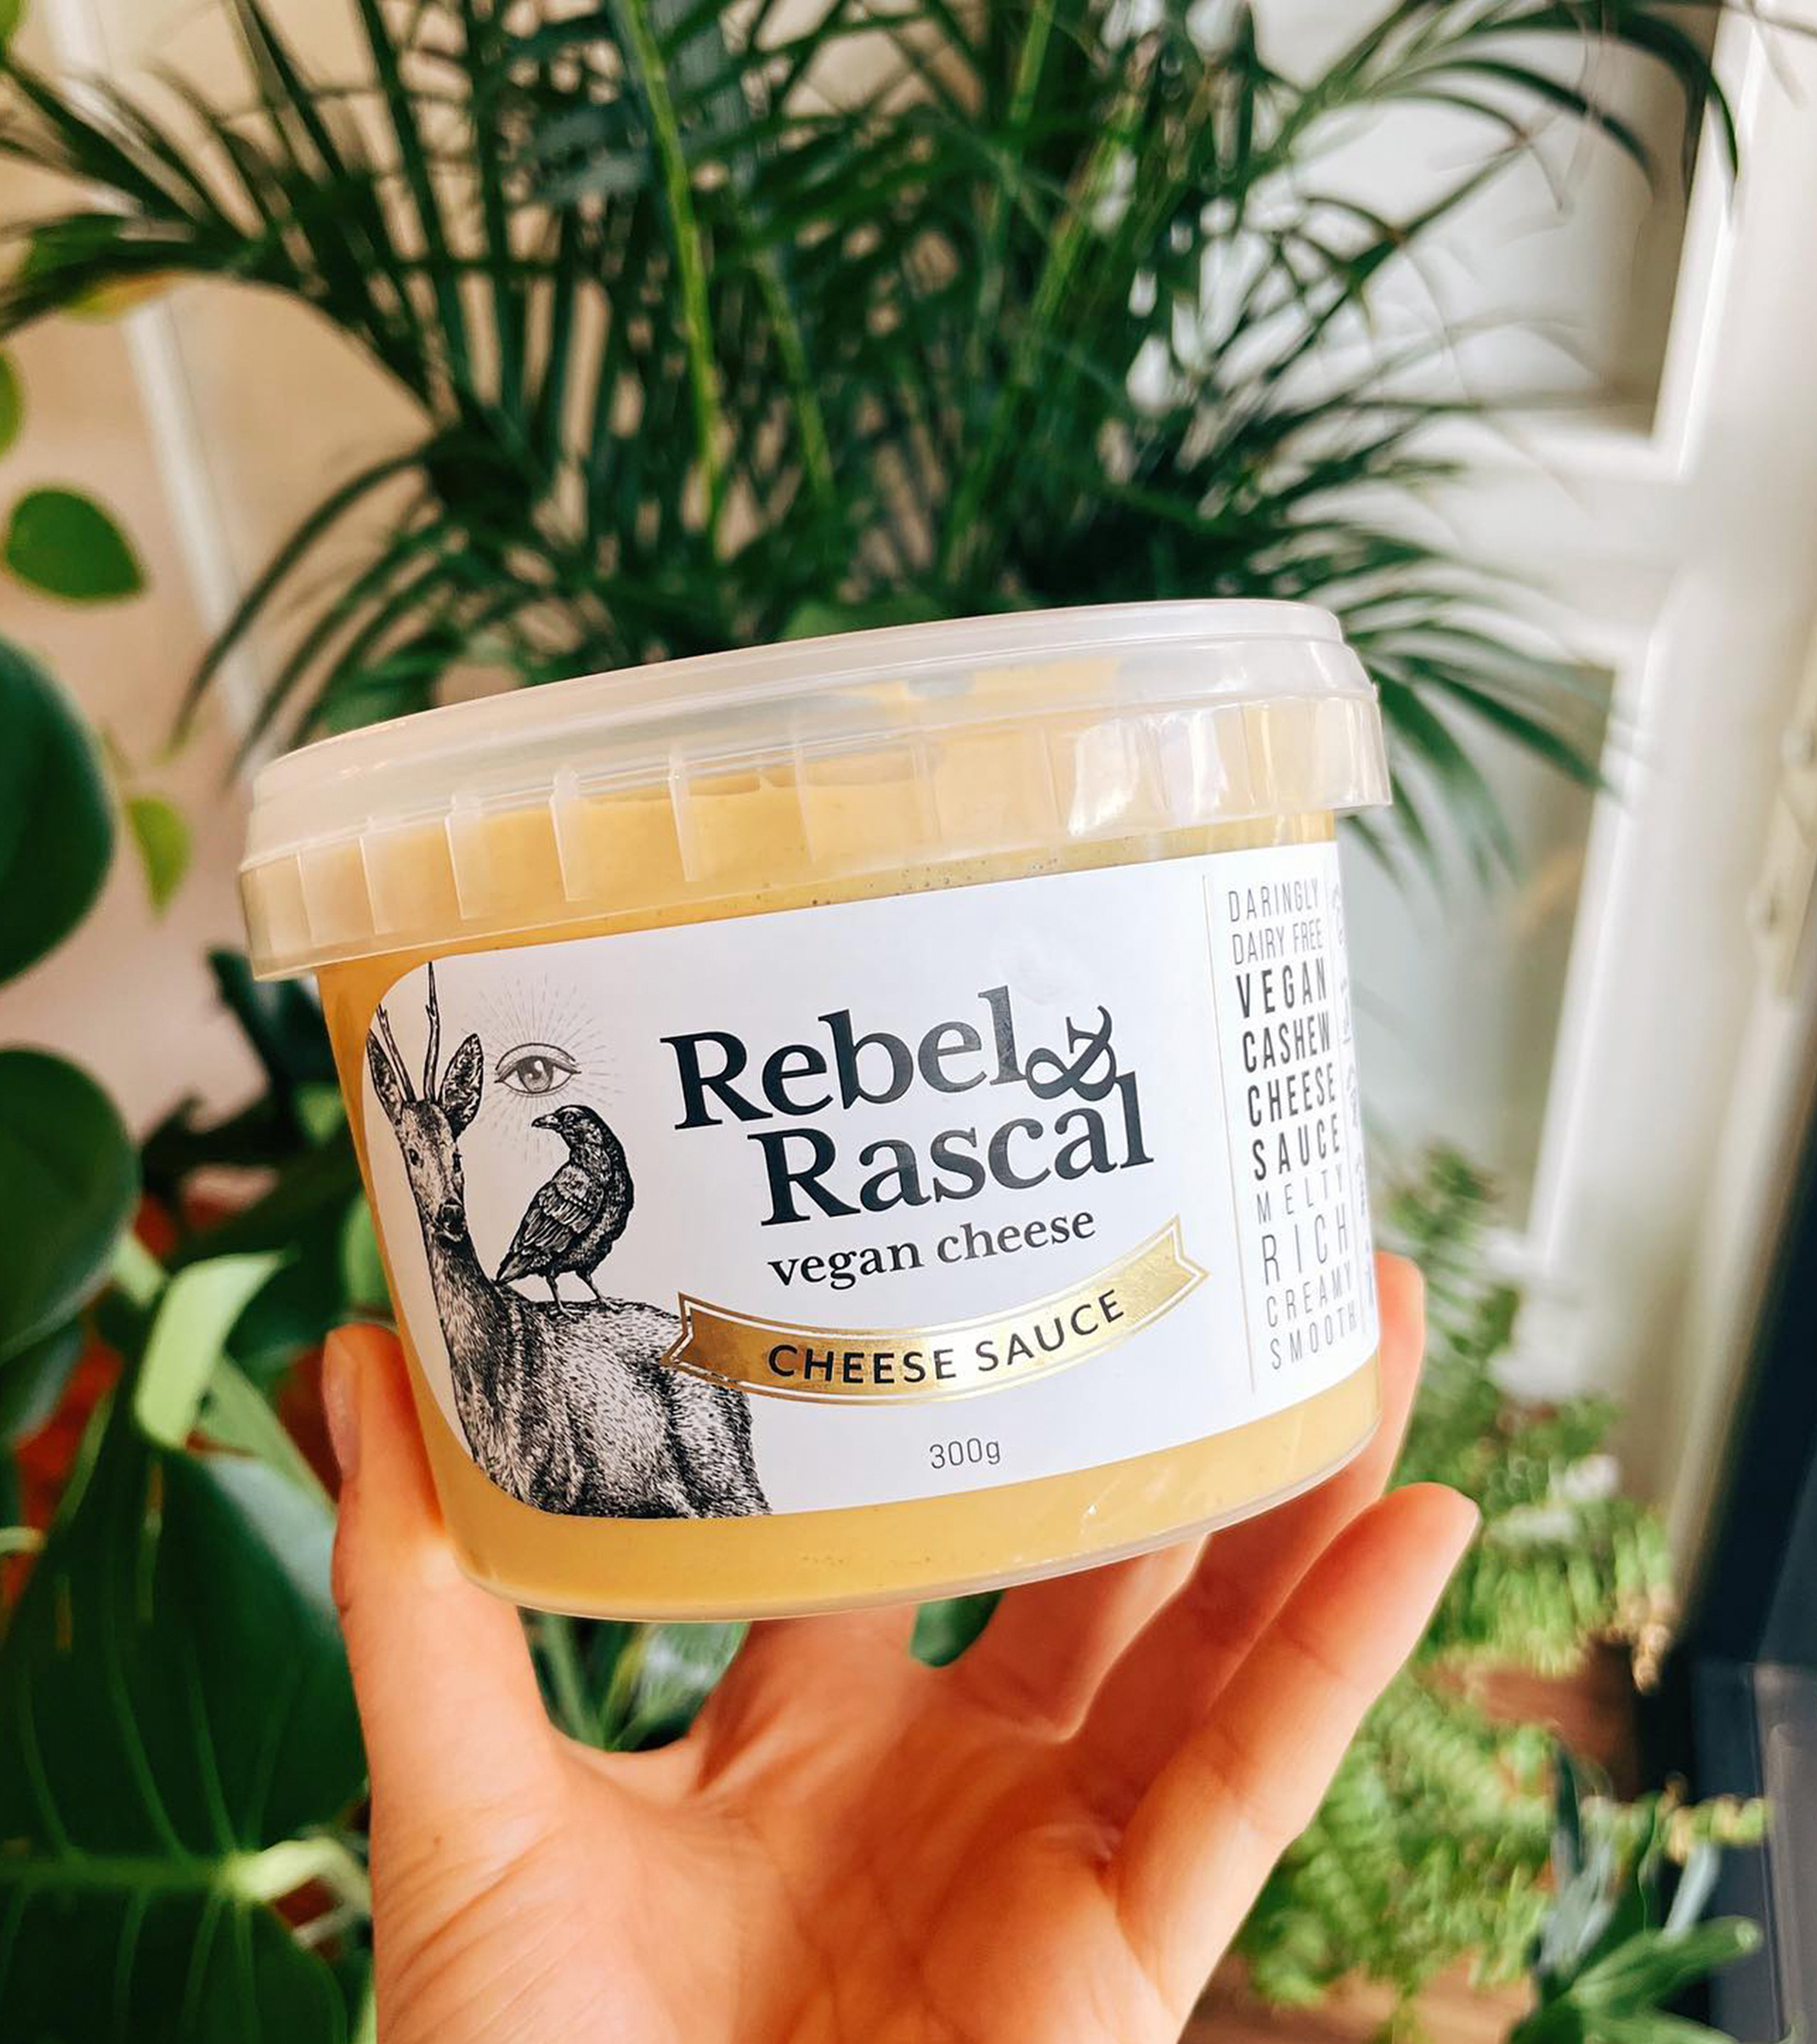 Rebel &
Rascal
vegan cheese
CHEESE SAUCE
300g
DARINGLY
DAIRY FREE
VEGAN
CASHEW
CHEESE
SAUCE
MELTY
RICH
CREAMY
SMOOTH